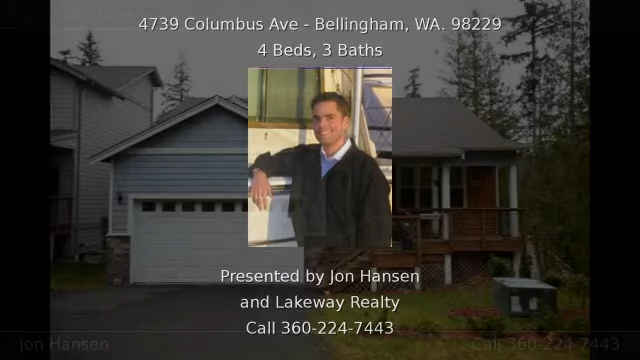 4739 Columbus Ave - Bellingham, WA. 98229
4 Beds, 3 Baths
Presented by Jon Hansen
and Lakeway Realty
Call 360-224-7443
Jon Hansen
Call 360-224-7443